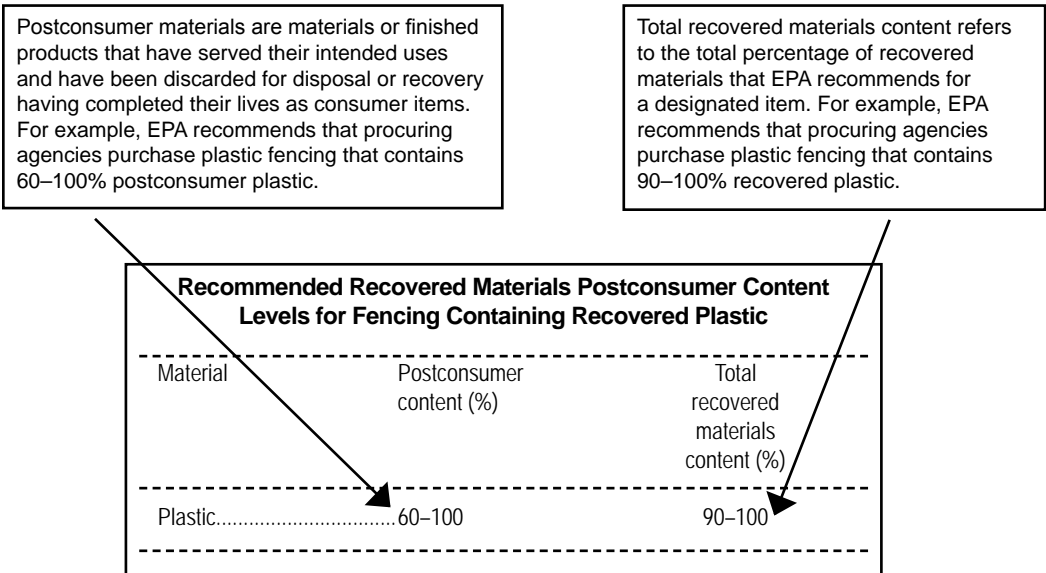 Postconsumer materials are materials or finished
products that have served their intended uses
and have been discarded for disposal or recovery
having completed their lives as consumer items.
For example, EPA recommends that procuring
agencies purchase plastic fencing that contains
60–100% postconsumer plastic.
Total recovered materials content refers
to the total percentage of recovered
materials that EPA recommends for
a designated item. For example, EPA
recommends that procuring agencies
purchase plastic fencing that contains
90–100% recovered plastic.
Recommended Recovered Materials Postconsumer Content
Levels for Fencing Containing Recovered Plastic
Material
Postconsumer
content (%)
Total
recovered
materials
content (%)
Plastic.................................60–100 90–100